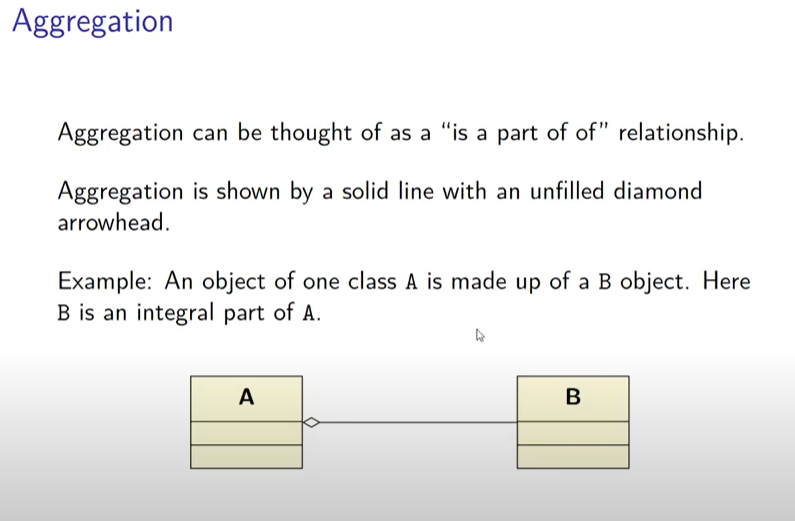 Aggregation
Aggregation can be thought of as a “is a part of of” relationship.
Aggregation is shown by a solid line with an unfilled diamond
arrowhead.
Example: An object of one class A is made up of a B object. Here
B is an integral part of A.
A
B